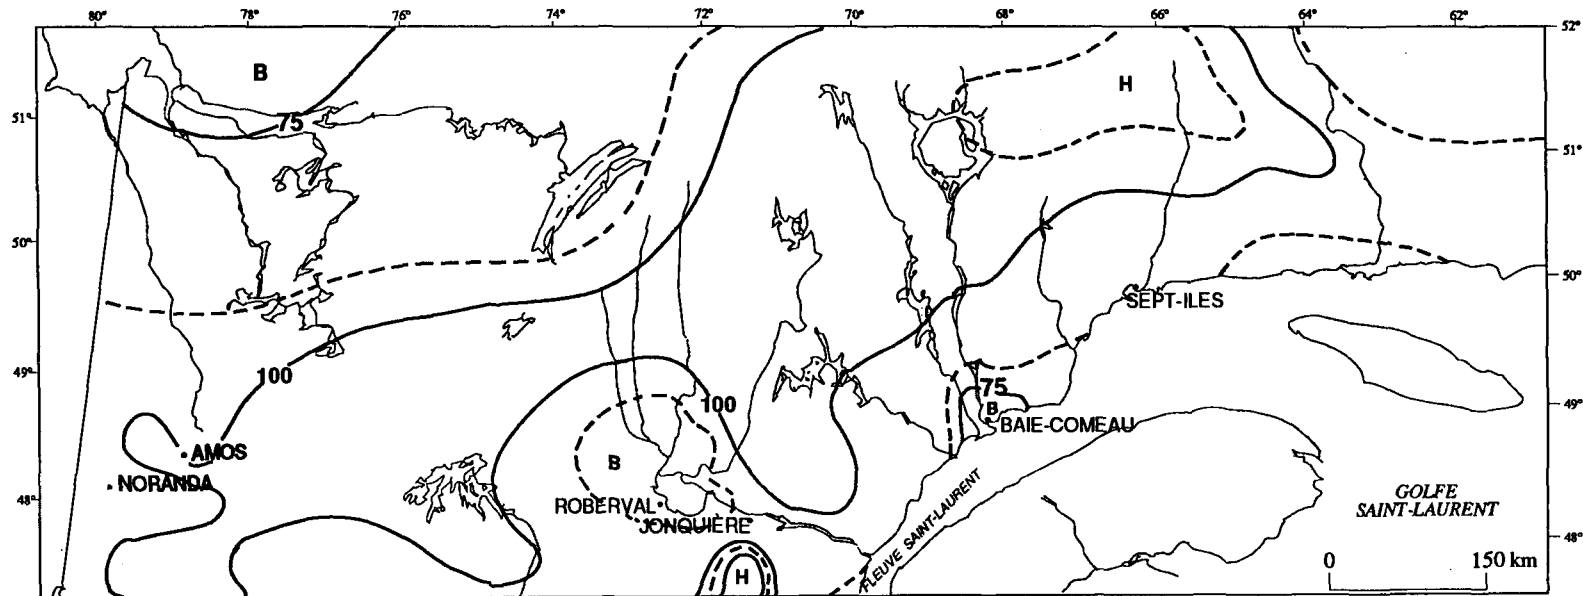 80° 78° 76° 74° 72° 70° 68° 66° 64° 62°
52°
B
H
75
51°
51°
50°
50°
SEPT-ILES
49°
100
75
100
B
49°
BAIE-COMEAU
AMOS
B
NORANDA
48°
ROBERVAL
GOLFE
SAINT-LAURENT
JONQUIÈRE
FLEUVE SAINT-LAURENT
48°
H
0 150 km